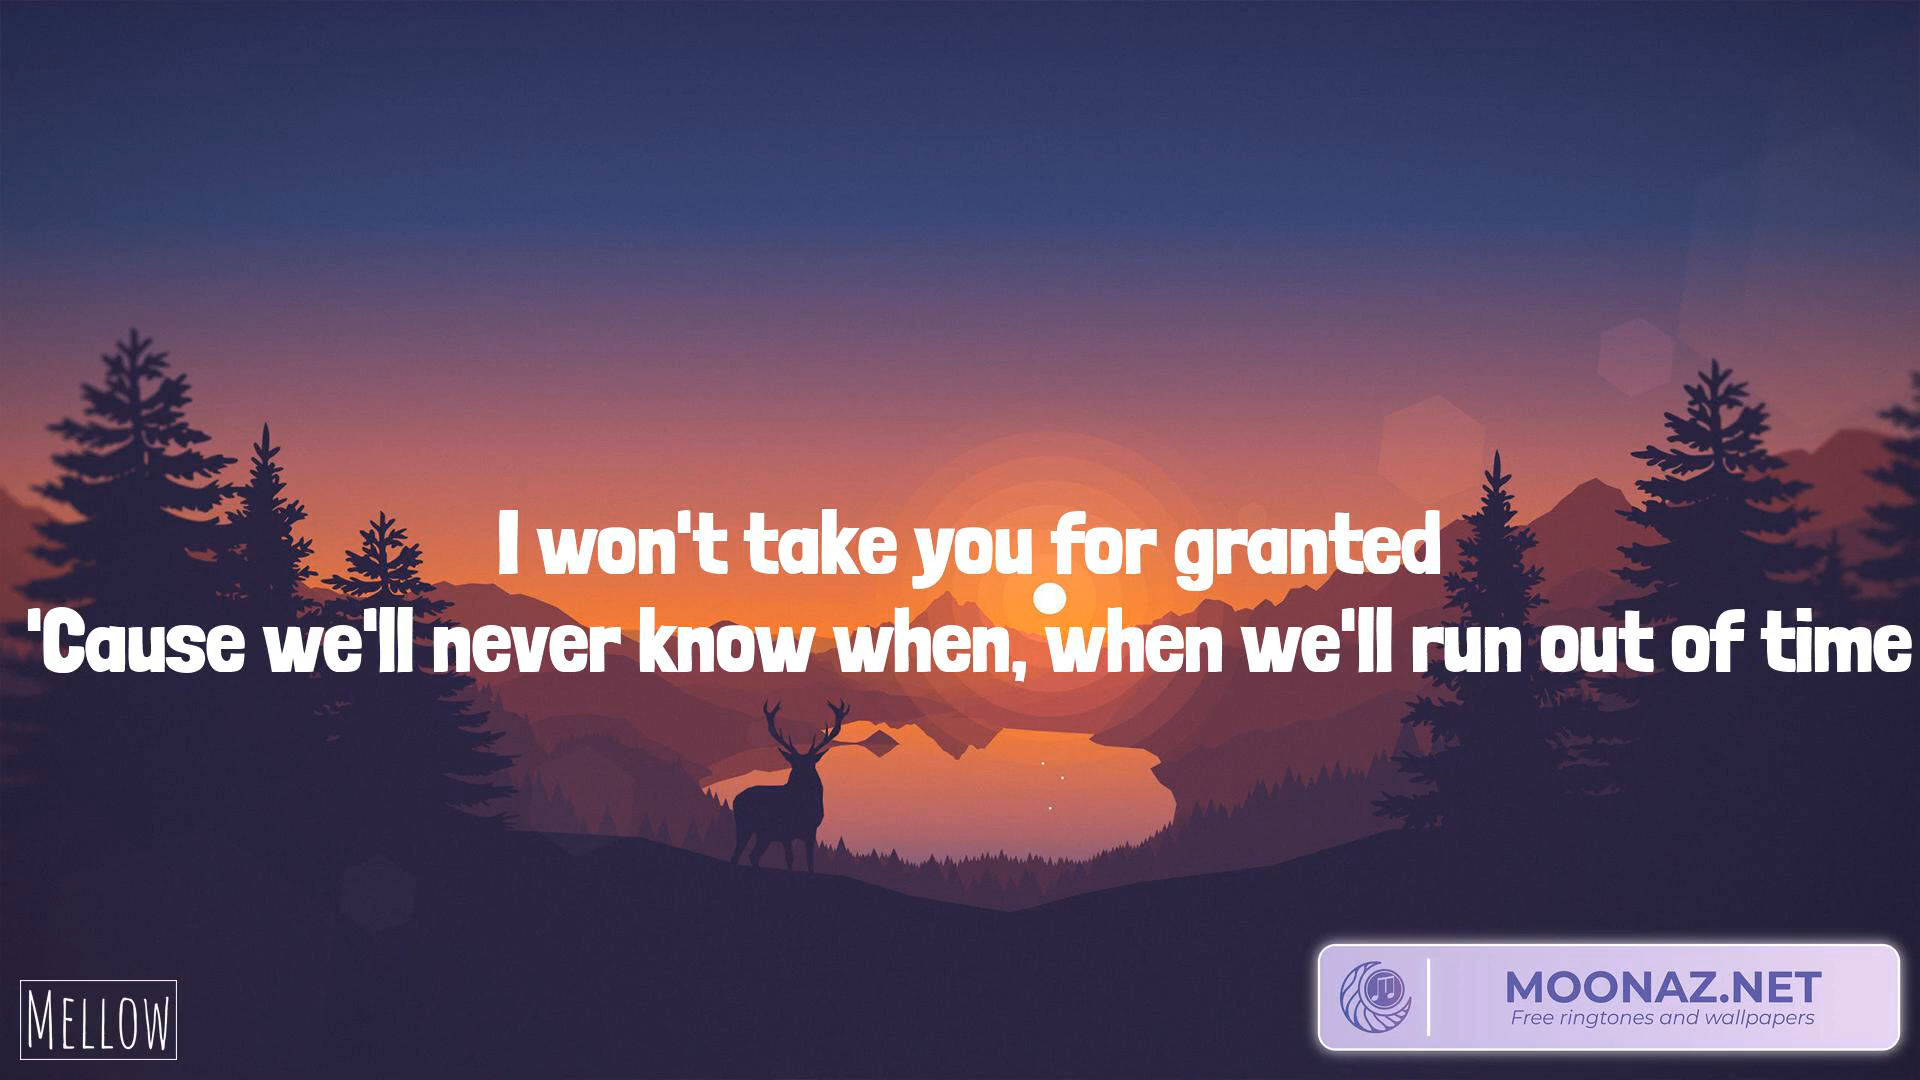 I won't take you for granted
'Cause we'll never know when, when we'll run out of time
MELLOW
MOONAZ.NET
Free ringtones and wallpapers